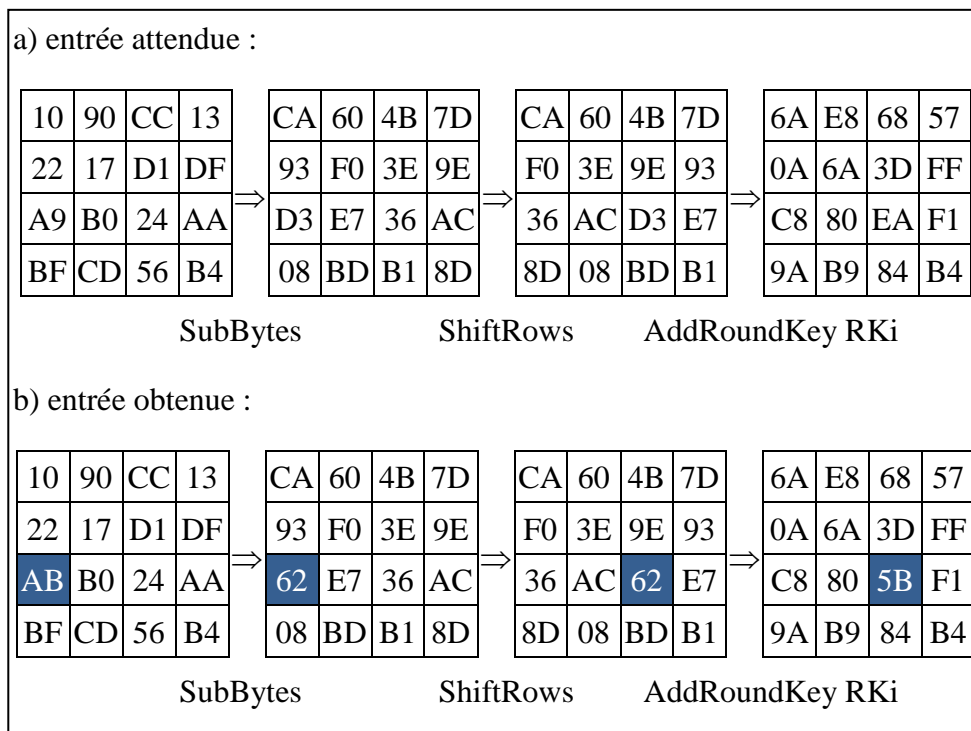 a) entrée attendue :
10 90 CC 13 CA 60 4B 7D CA 60 4B 7D 6A E8 68 57
22 17 D1 DF 93 F0 3E 9E F0 3E 9E 93 0A 6A 3D FF
⇒ ⇒ ⇒
A9 B0 24 AA D3 E7 36 AC 36 AC D3 E7 C8 80 EA F1
BF CD 56 B4 08 BD B1 8D 8D 08 BD B1 9A B9 84 B4
SubBytes ShiftRows AddRoundKey RKi
b) entrée obtenue :
10 90 CC 13 CA 60 4B 7D CA 60 4B 7D 6A E8 68 57
22 17 D1 DF 93 F0 3E 9E F0 3E 9E 93 0A 6A 3D FF
⇒ ⇒ ⇒
AB B0 24 AA 62 E7 36 AC 36 AC 62 E7 C8 80 5B F1
BF CD 56 B4 08 BD B1 8D 8D 08 BD B1 9A B9 84 B4
SubBytes ShiftRows AddRoundKey RKi